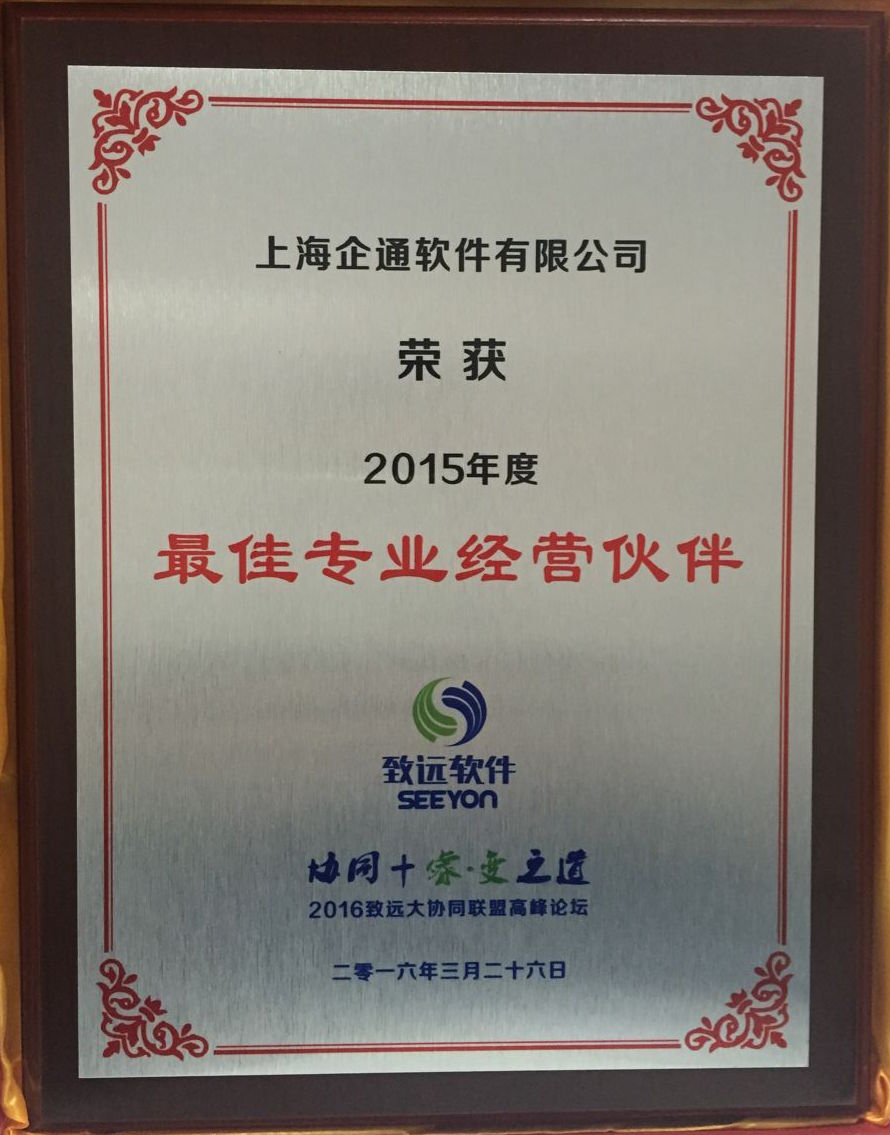 上海企通软件有限公司
荣获
2015年度
最佳专业经营伙伴
致远软件
SEEYON
协同十睿·变之道
2016致远大协同联盟高峰论坛
二零一六年三月二十六日